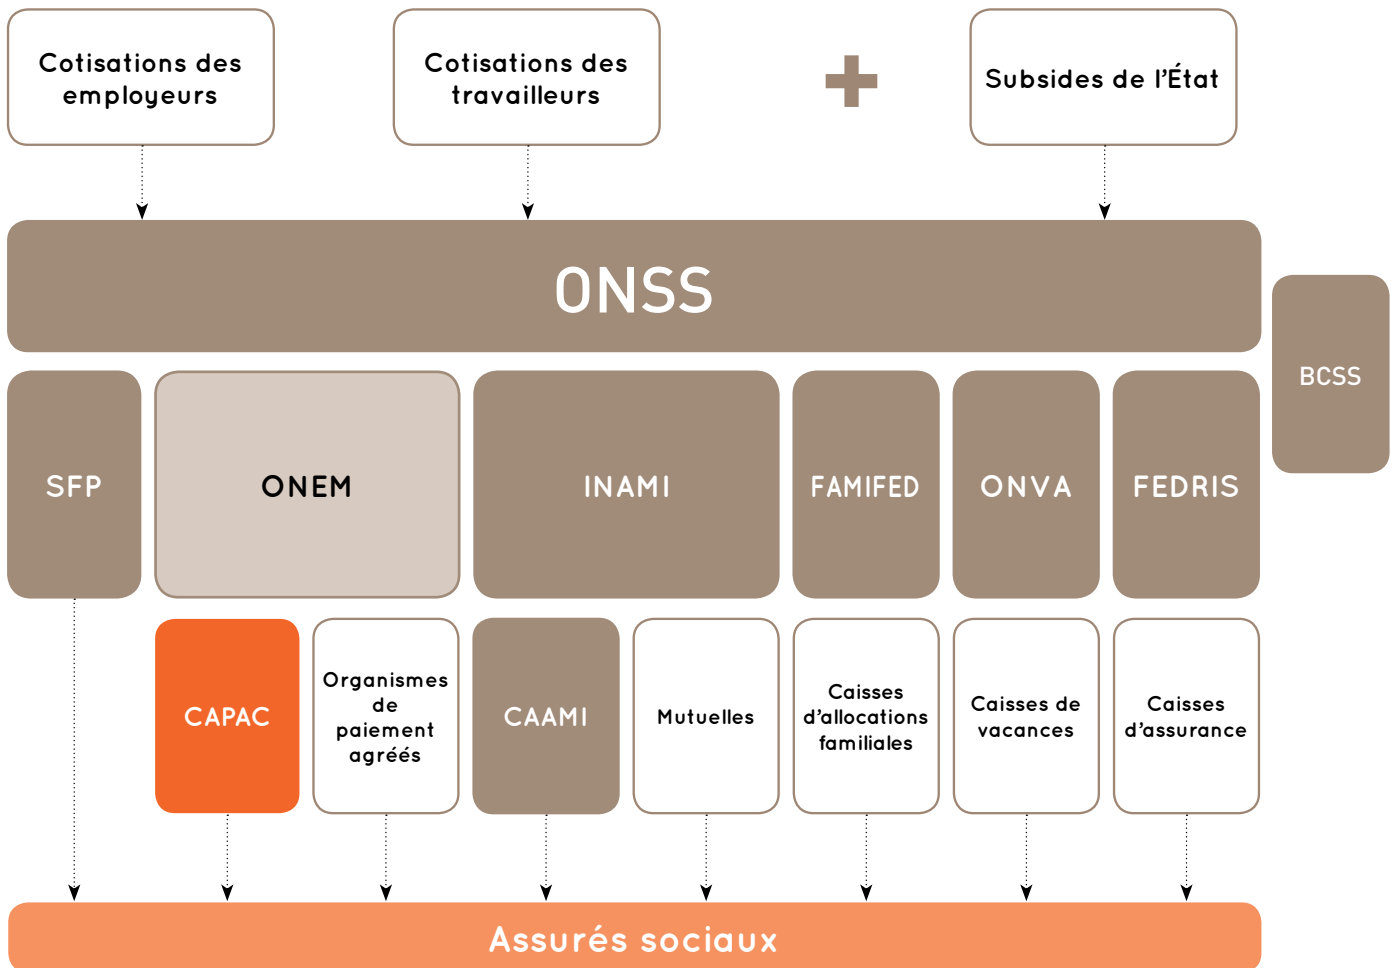 Cotisations des
employeurs
Cotisations des
travailleurs
+
Subsides de l'État
ONSS
BCSS
SFP
ONEM
INAMI
FAMIFED
ONVA
FEDRIS
CAPAC
Organismes
de
paiement
agréés
CAAMI
Mutuelles
Caisses
d'allocations
familiales
Caisses de
vacances
Caisses
d'assurance
Assurés sociaux